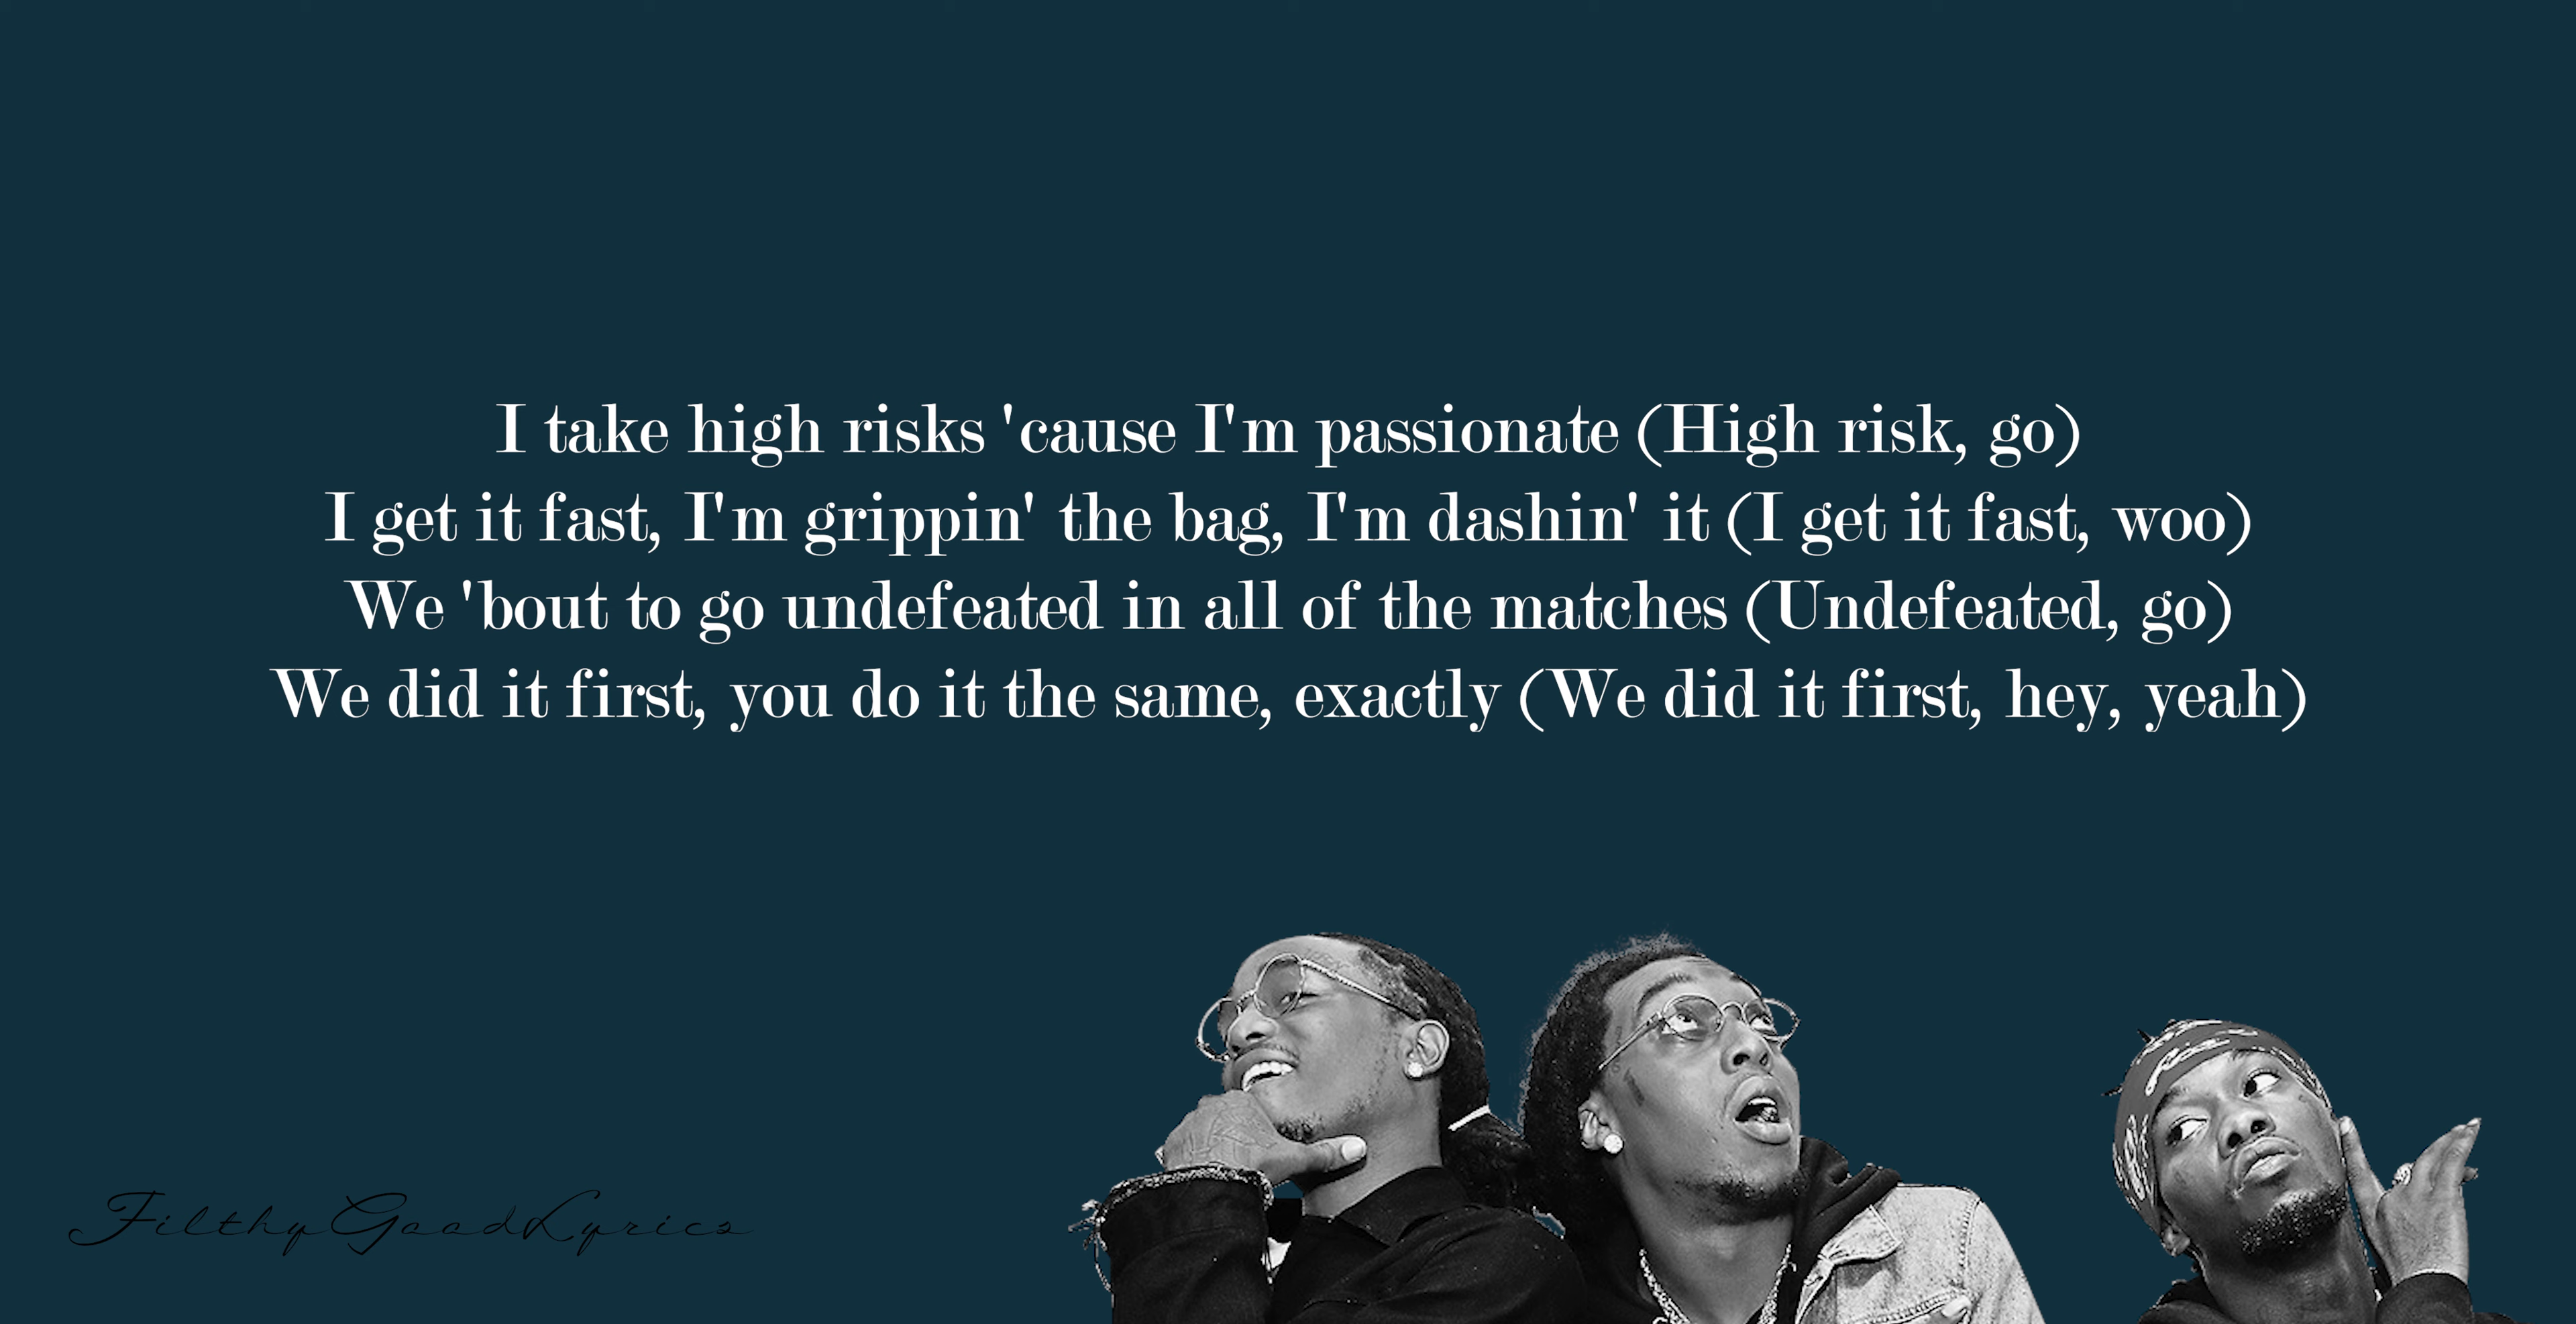 I take high risks 'cause I'm passionate (High risk, go)
I get it fast, I'm grippin' the bag, I'm dashin' it (I get it fast, woo)
We 'bout to go undefeated in all of the matches (Undefeated, go)
We did it first, you do it the same, exactly (We did it first, hey, yeah)
FilthyGoodLyrics